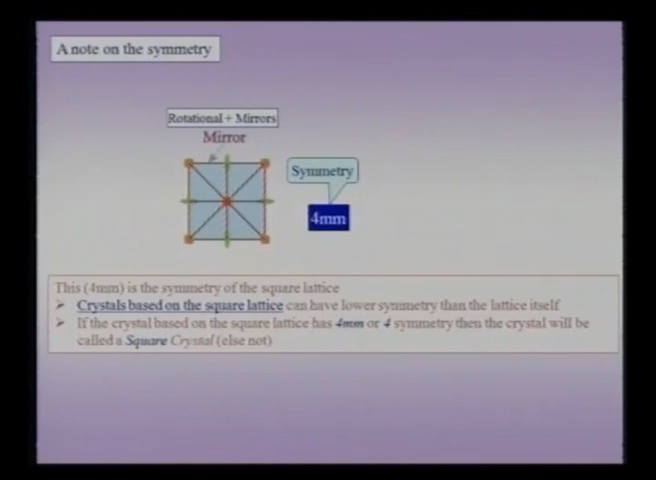 A note on the symmetry
Rotational + Mirrors
Mirror
Symmetry
4mm
This (4mm) is the symmetry of the square lattice
➢ Crystals based on the square lattice can have lower symmetry than the lattice itself
➢ If the crystal based on the square lattice has 4mm or 4 symmetry then the crystal will be
called a Square Crystal (else not)